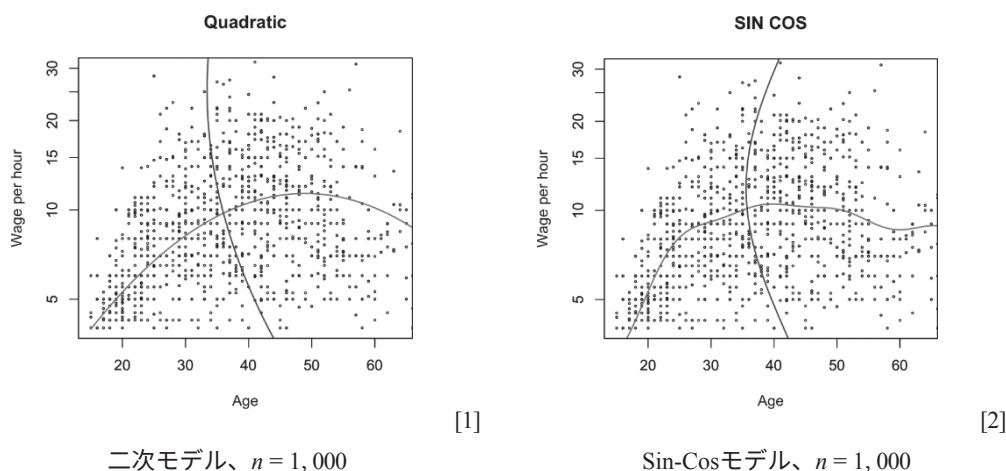 Quadratic
Wage per hour
30
20
15
10
5
20 30 40 50 60
Age
[1]
二次モデル、n = 1, 000
SIN COS
Wage per hour
30
20
15
10
5
20 30 40 50 60
Age
[2]
Sin-Cosモデル、n = 1, 000